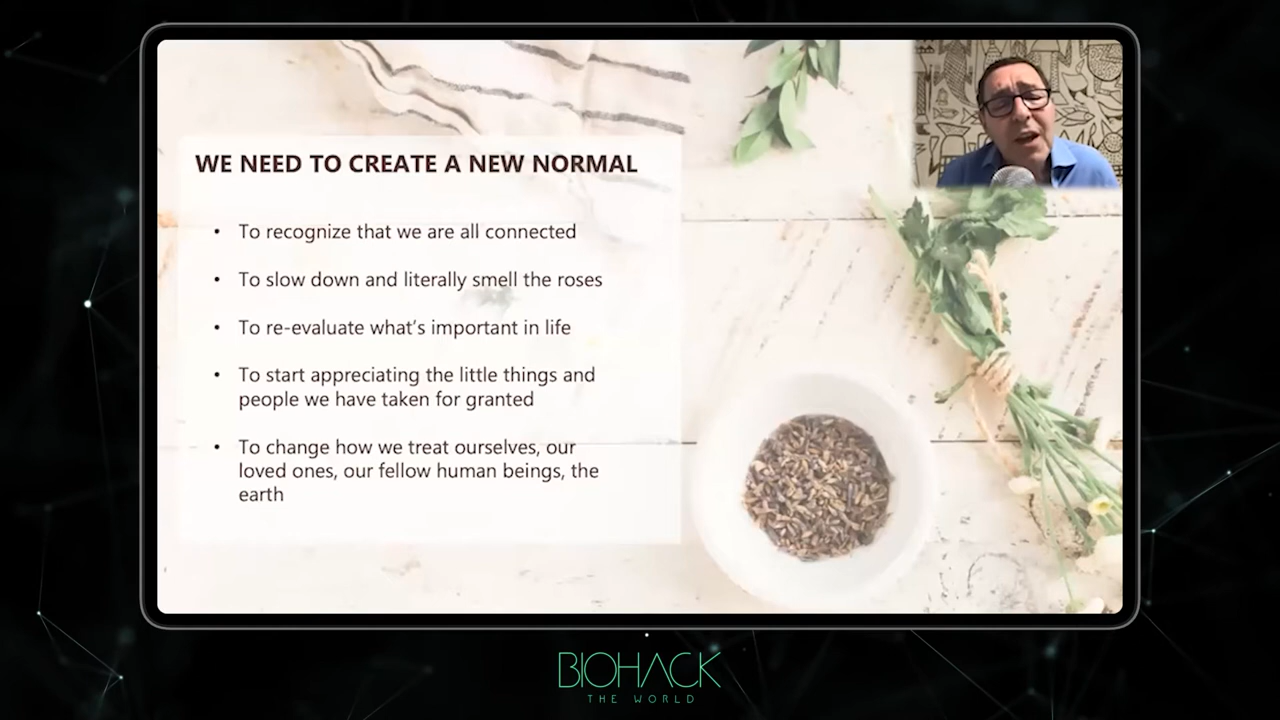 WE NEED TO CREATE A NEW NORMAL
• To recognize that we are all connected
• To slow down and literally smell the roses
• To re-evaluate what's important in life
• To start appreciating the little things and
people we have taken for granted
• To change how we treat ourselves, our
loved ones, our fellow human beings, the
earth
BIOHACK
THE WORLD